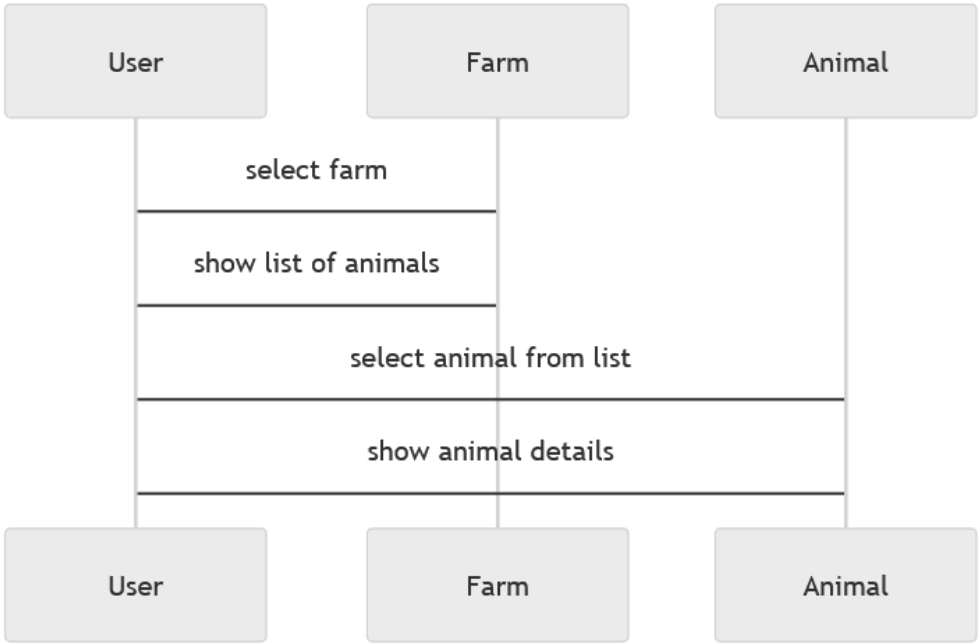 User
Farm
Animal
select farm
show list of animals
select animal from list
show animal details
User
Farm
Animal